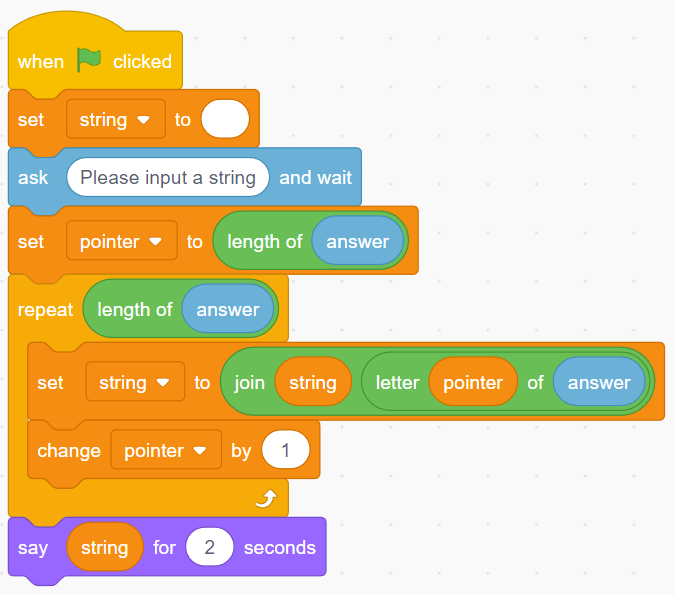 when clicked
set string to
ask Please input a string and wait
set pointer to length of answer
repeat length of answer
set string to join string letter pointer of answer
change pointer by 1
say string for 2 seconds